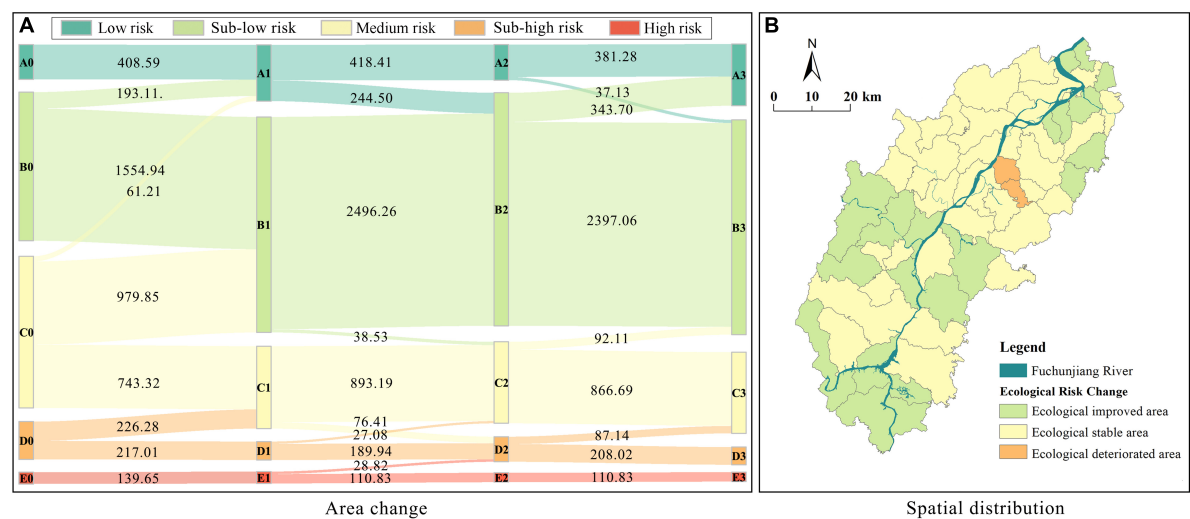 A
Low risk
Sub-low risk
Medium risk
Sub-high risk
High risk
A0
408.59
A1
418.41
A2
381.28
A3
193.11.
244.50
37.13
343.70
B0
1554.94
61.21
B1
2496.26
B2
2397.06
B3
979.85
C0
38.53
92.11
743.32
C1
893.19
C2
866.69
C3
226.28
76.41
27.08
87.14
D0
217.01
D1
189.94
D2
208.02
D3
28.82
E0
139.65
E1
110.83
E2
110.83
E3
Area change
B
N
0 10 20 km
Legend
Fuchunjiang River
Ecological Risk Change
Ecological improved area
Ecological stable area
Ecological deteriorated area
Spatial distribution